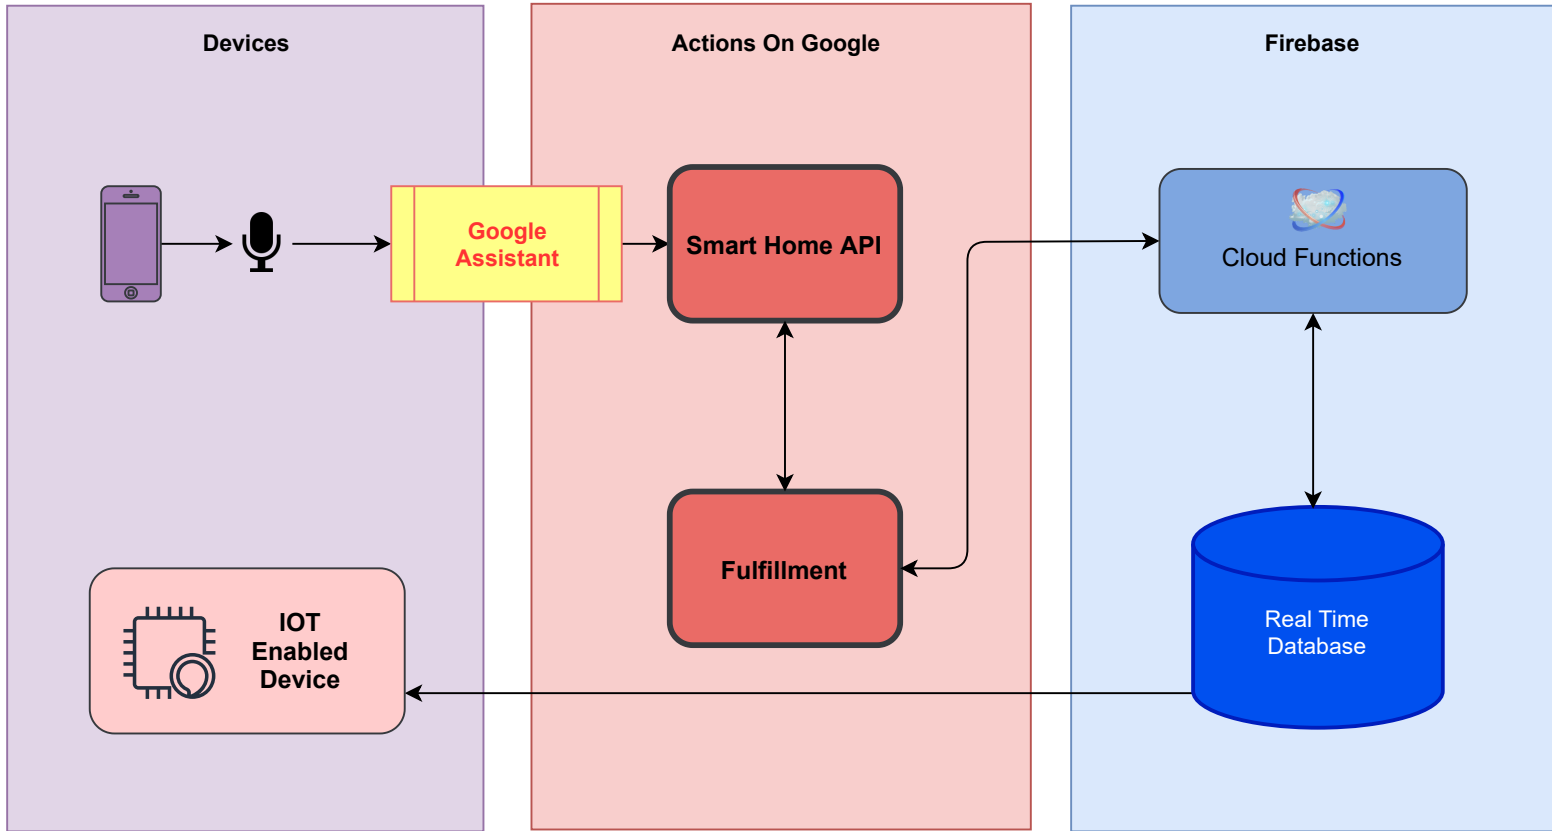 Devices
Actions On Google
Firebase
Google
Assistant
Smart Home API
Cloud Functions
Fulfillment
IOT
Enabled
Device
Real Time
Database